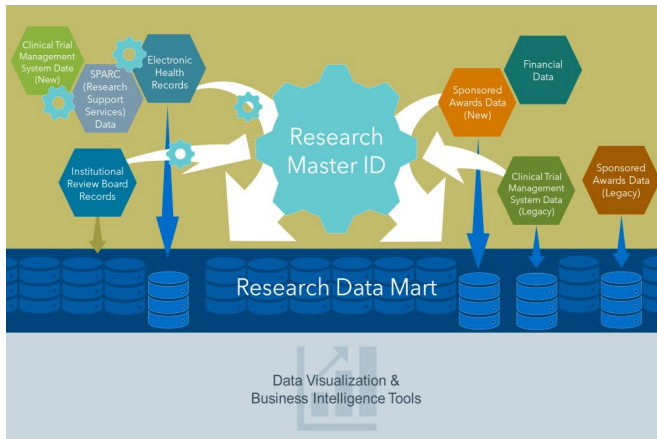 Clinical Trial
Management
System Date
(New)
SPARC
(Research
Support
Services)
Data
Electronic
Health
Records
Institutional
Review Board
Records
Research
Master ID
Sponsored
Awards Data
(New)
Financial
Data
Clinical Trial
Management
System Data
(Legacy)
Sponsored
Awards Data
(Legacy)
Research Data Mart
Data Visualization &
Business Intelligence Tools